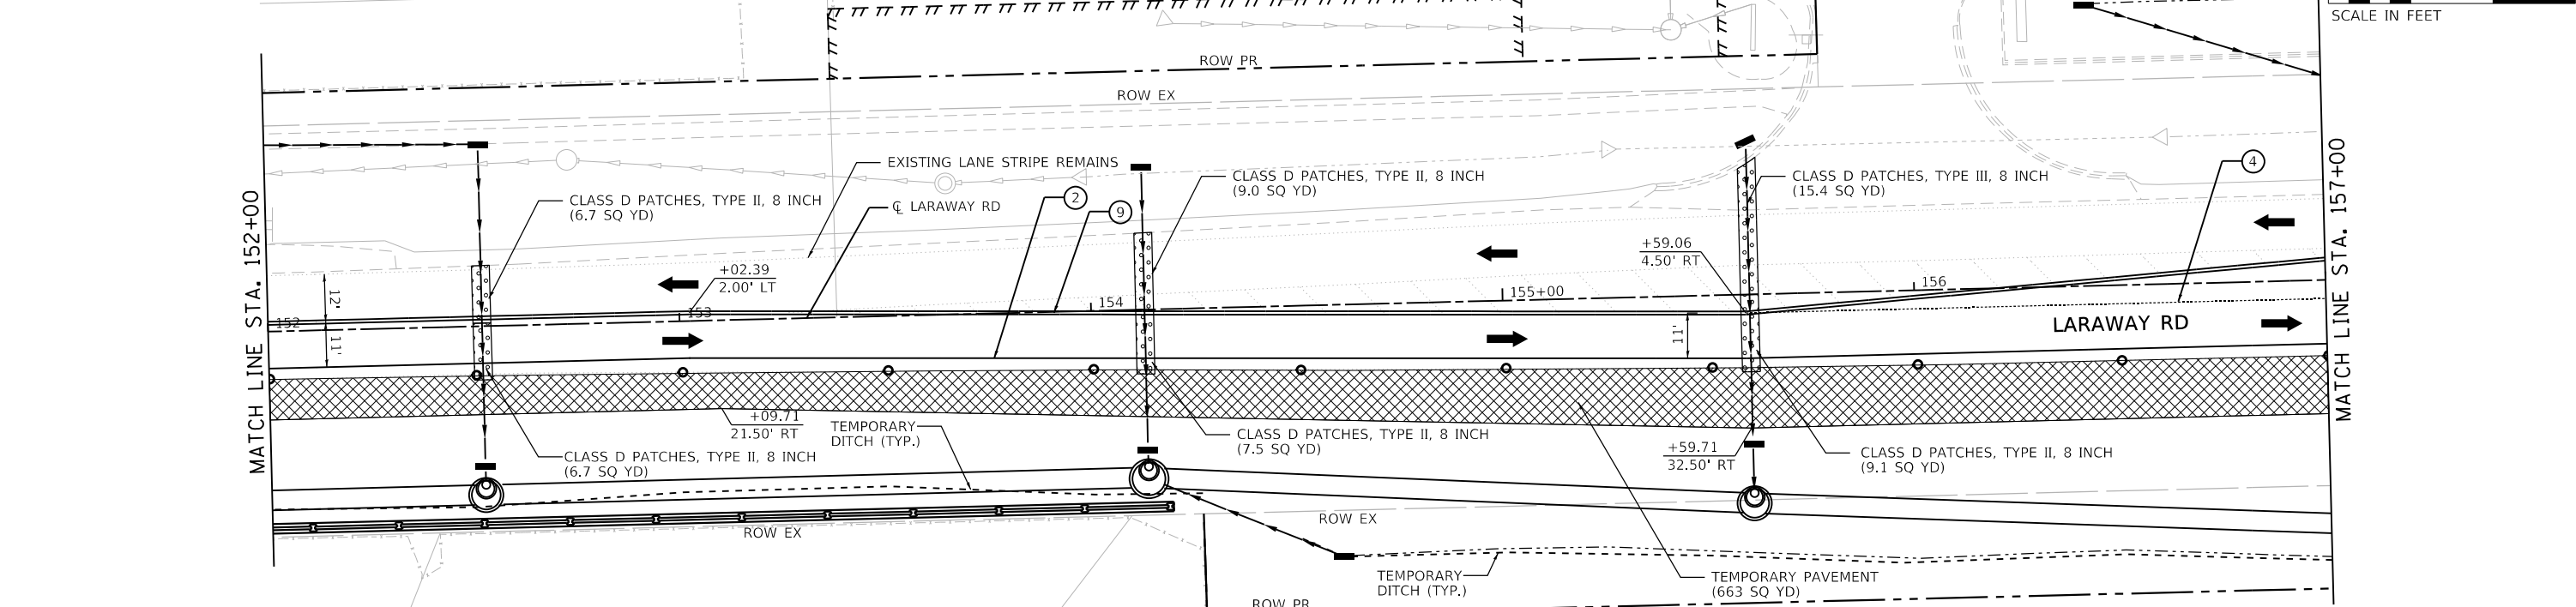 SCALE IN FEET
ROW PR
ROW EX
EXISTING LANE STRIPE REMAINS
CLASS D PATCHES, TYPE II, 8 INCH
(6.7 SQ YD)
℄ LARAWAY RD
2
9
CLASS D PATCHES, TYPE II, 8 INCH
(9.0 SQ YD)
CLASS D PATCHES, TYPE III, 8 INCH
(15.4 SQ YD)
4
MATCH LINE STA. 152+00
MATCH LINE STA. 157+00
+02.39
2.00' LT
+59.06
4.50' RT
12'
11'
152
153
154
155+00
156
11'
LARAWAY RD
+09.71
21.50' RT
TEMPORARY
DITCH (TYP.)
CLASS D PATCHES, TYPE II, 8 INCH
(6.7 SQ YD)
CLASS D PATCHES, TYPE II, 8 INCH
(7.5 SQ YD)
+59.71
32.50' RT
CLASS D PATCHES, TYPE II, 8 INCH
(9.1 SQ YD)
ROW EX
ROW EX
TEMPORARY
DITCH (TYP.)
TEMPORARY PAVEMENT
(663 SQ YD)
ROW PR